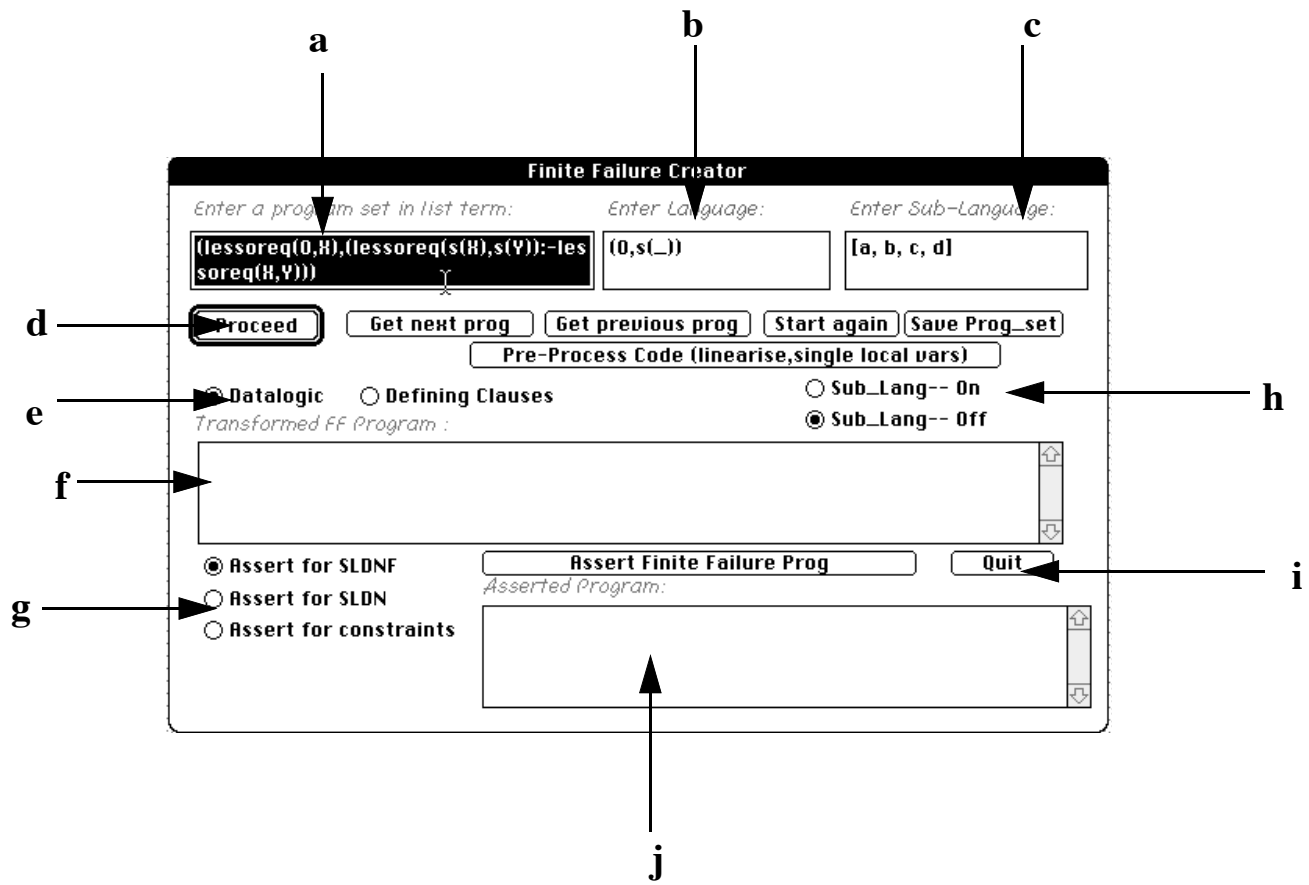 a
b
c
Finite Failure Creator
Enter a program set in list term:
Enter Language:
Enter Sub-Language:
(lessoreq(0,X),(lessoreq(s(X),s(Y)):-les
soreq(X,Y)))
(0,s(_))
[a, b, c, d]
d
Proceed
Get next prog
Get previous prog
Start again
Save Prog_set
Pre-Process Code (linearise,single local vars)
e
Datalogic
Defining Clauses
Sub_Lang-- On
Sub_Lang-- Off
h
Transformed FF Program :
f
Assert for SLDNF
Assert for SLDN
Assert for constraints
g
Assert Finite Failure Prog
Quit
i
Asserted Program:
j